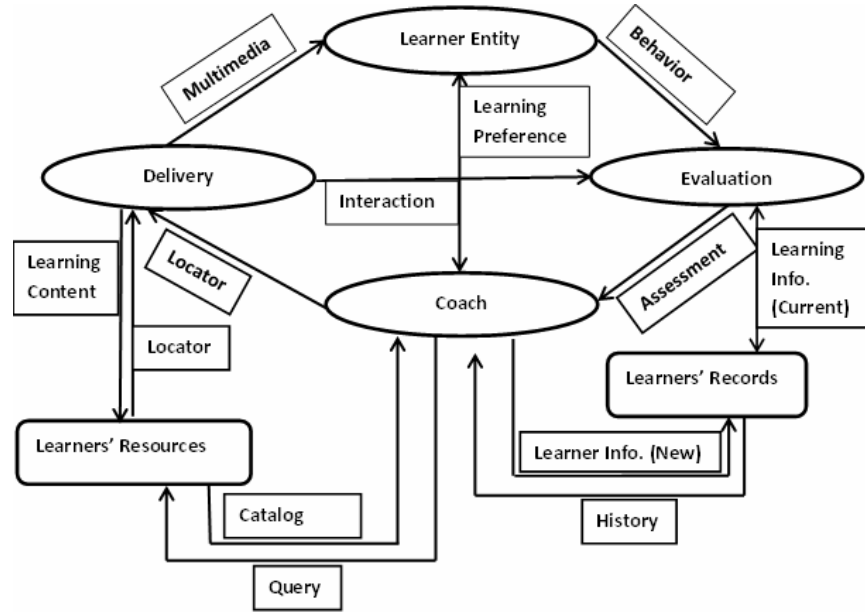 Learner Entity
Multimedia
Behavior
Learning
Preference
Delivery
Interaction
Evaluation
Learning
Content
Locator
Locator
Coach
Assessment
Learning
Info.
(Current)
Learners' Resources
Learners' Records
Learner Info. (New)
Catalog
History
Query